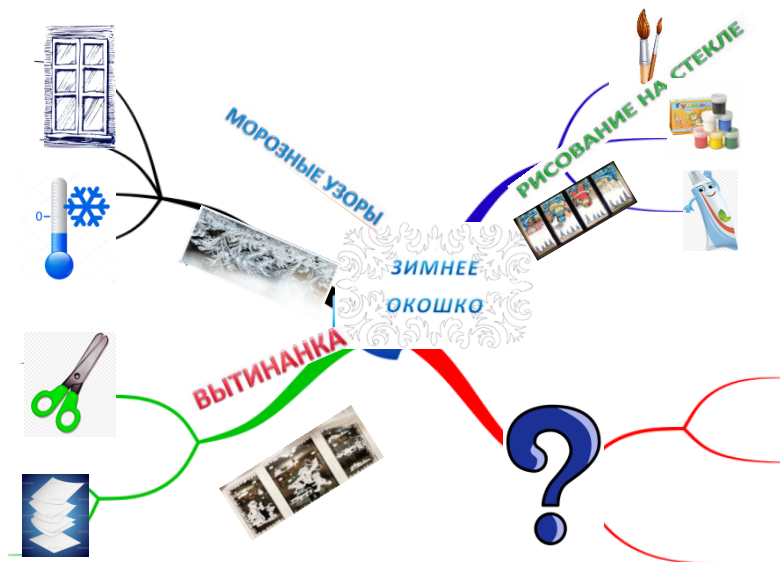 МОРОЗНЫЕ УЗОРЫ
РИСОВАНИЕ НА СТЕКЛЕ
0
ЗИМНЕЕ
ОКОШКО
ВЫТИНАНКА
?